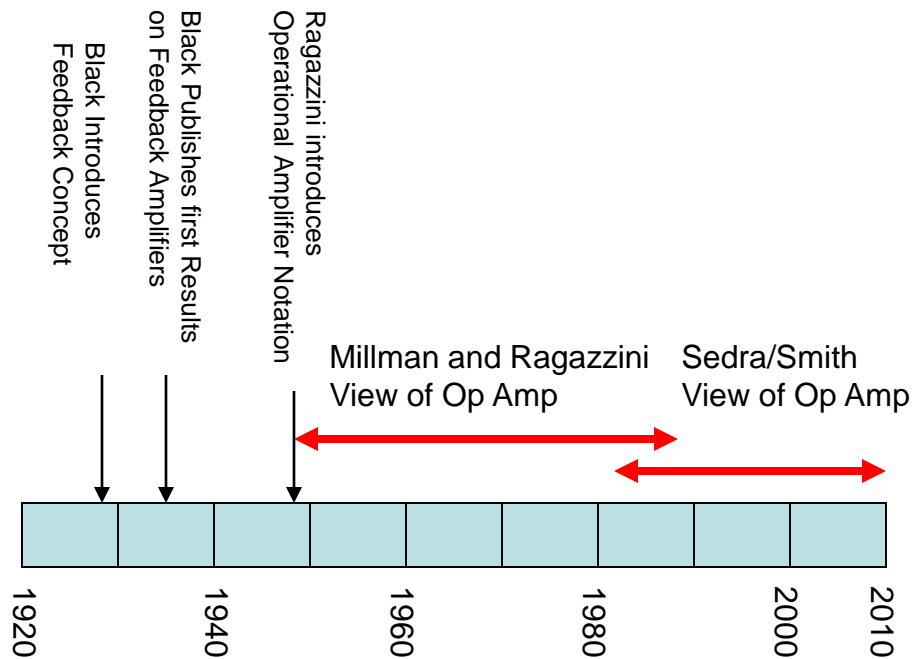 Black Introduces
Feedback Concept
Black Publishes first Results
on Feedback Amplifiers
Ragazzini introduces
Operational Amplifier Notation
Millman and Ragazzini
View of Op Amp
Sedra/Smith
View of Op Amp
1920
1940
1960
1980
2000
2010